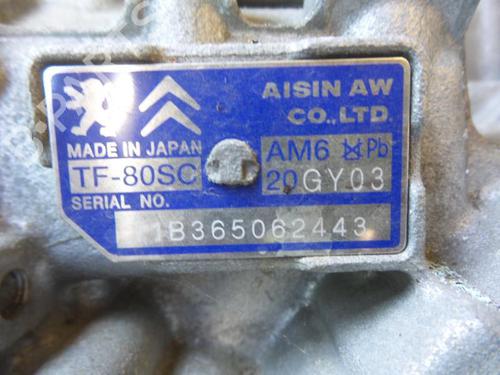 AISIN AW
CO.,LTD.
MADE IN JAPAN
TF-80SC
AM6 Pb
20GY03
SERIAL NO.
1B365062443